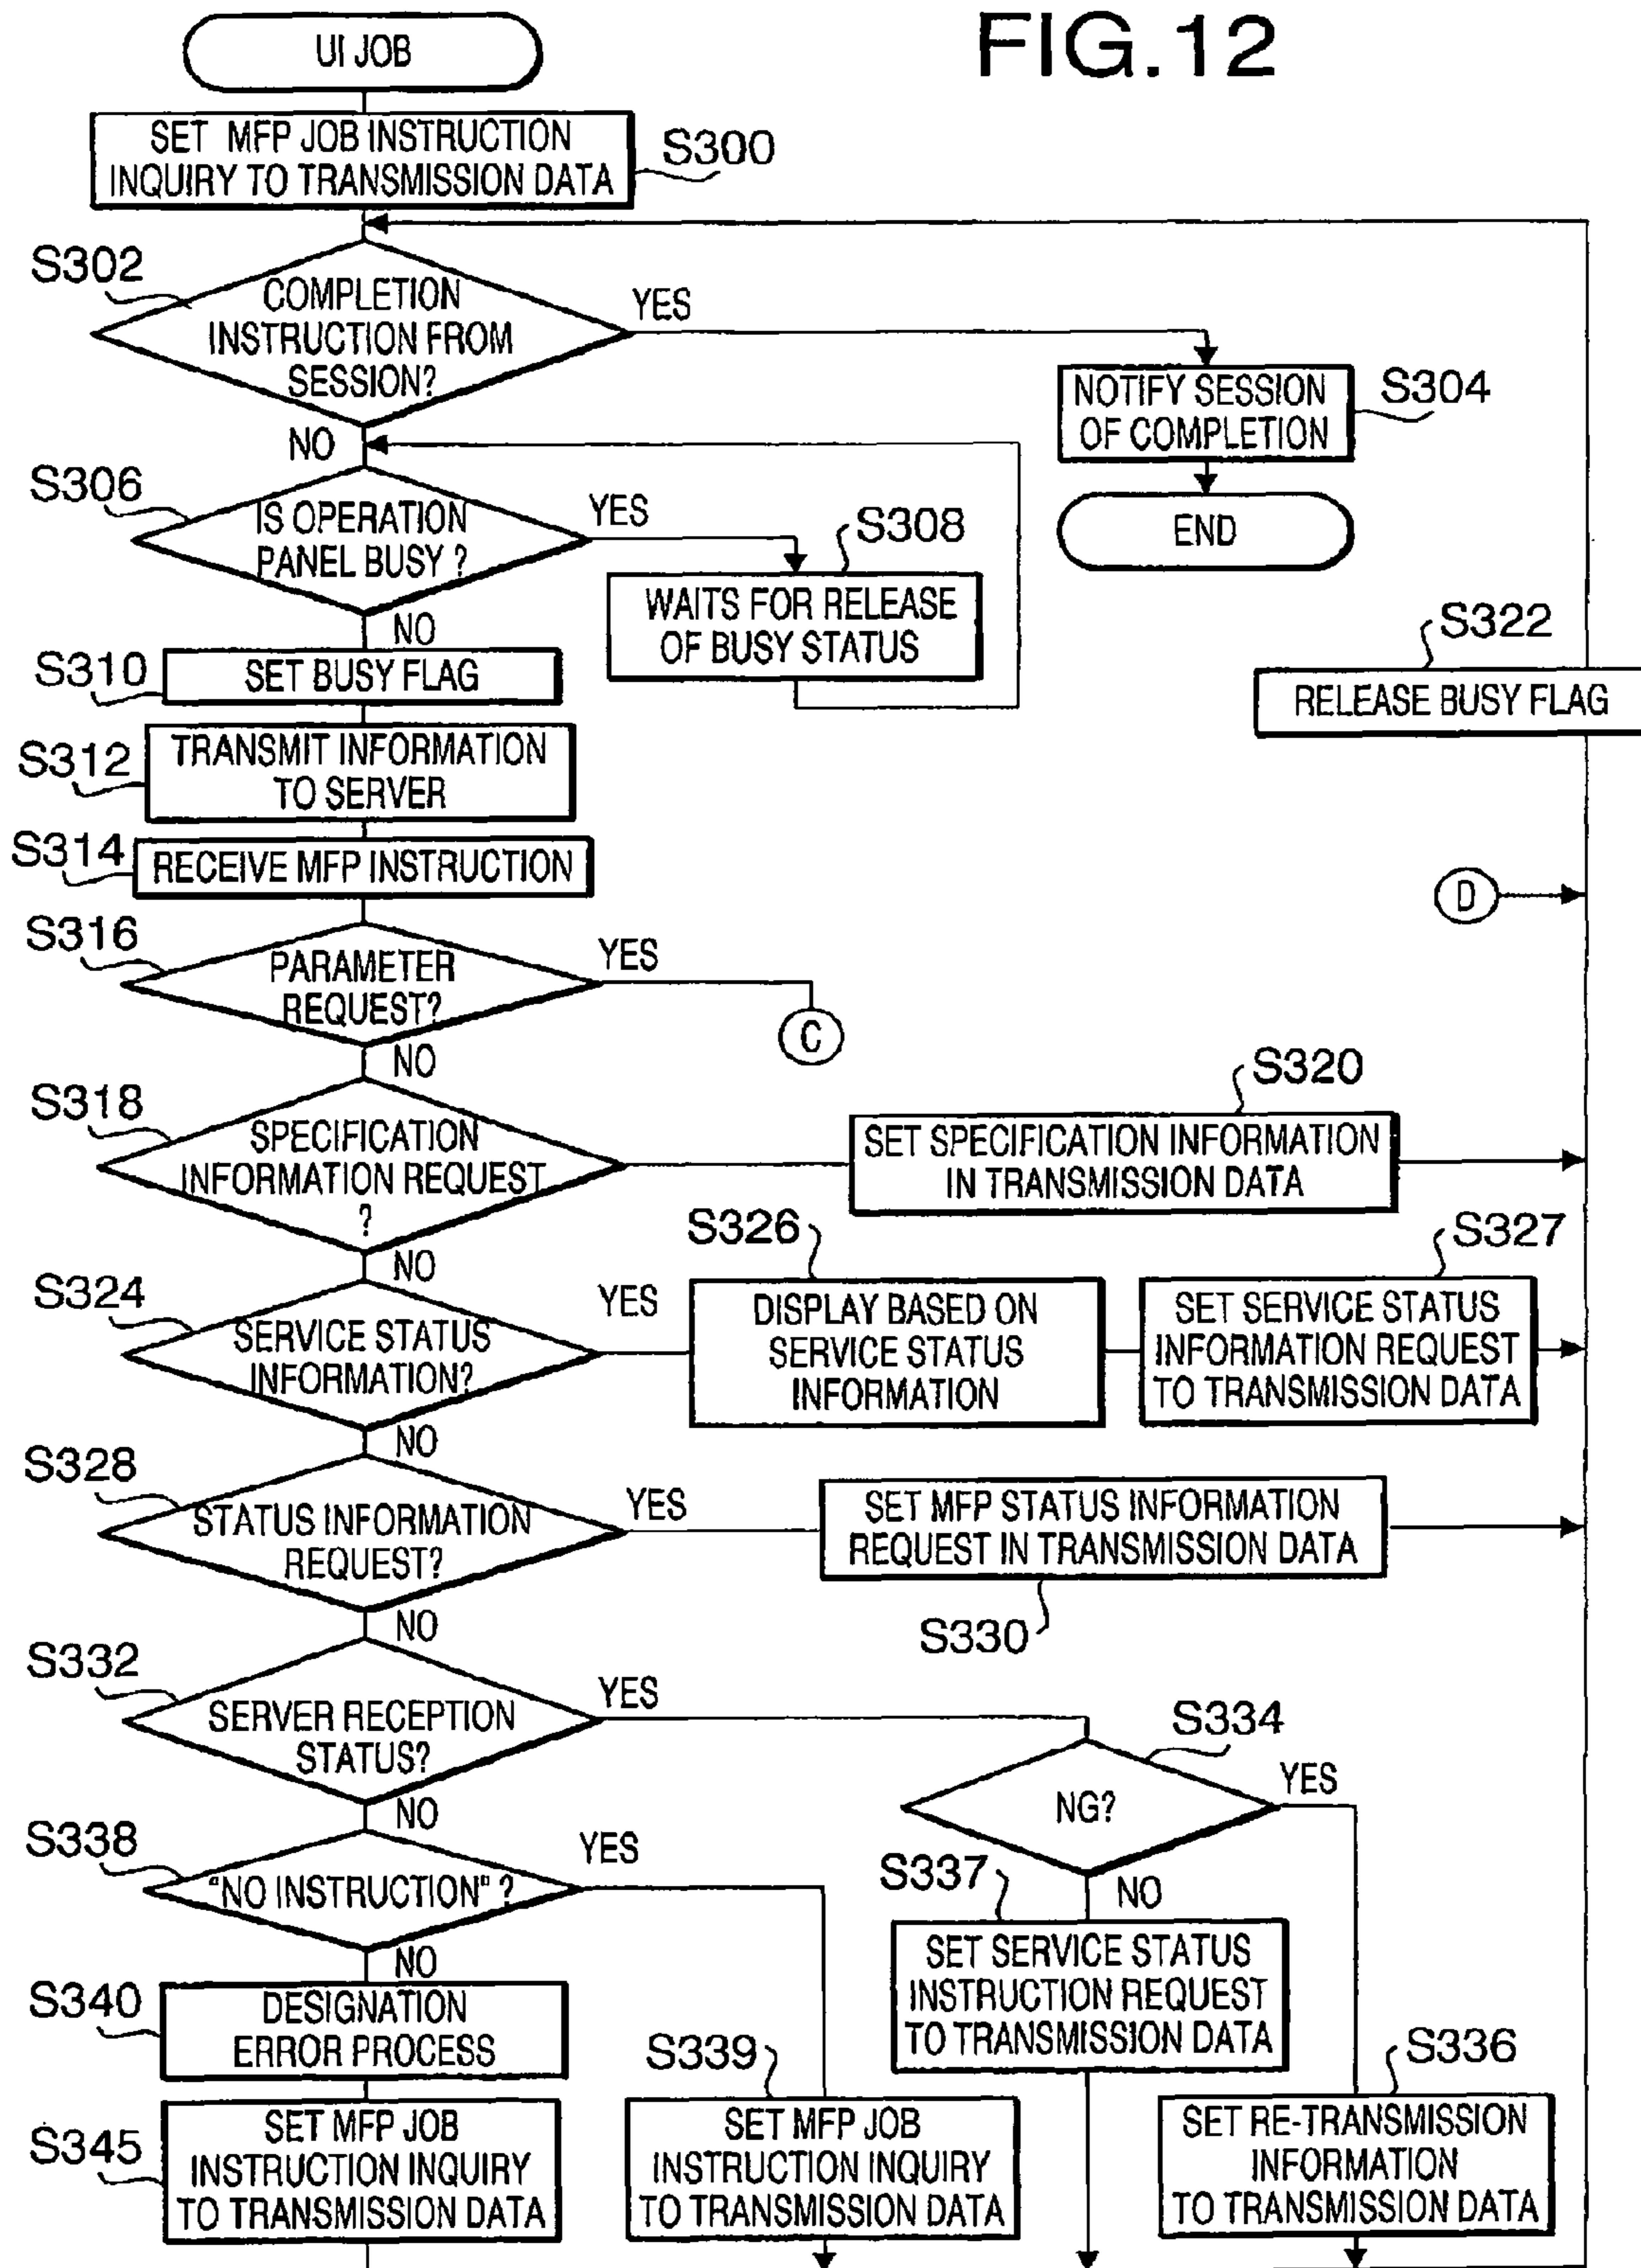 FIG.12
UI JOB
SET MFP JOB INSTRUCTION
INQUIRY TO TRANSMISSION DATA
S300
S302
COMPLETION
INSTRUCTION FROM
SESSION?
YES
NO
NOTIFY SESSION
OF COMPLETION
S304
END
S306
IS OPERATION
PANEL BUSY ?
YES
NO
S308
WAITS FOR RELEASE
OF BUSY STATUS
S310
SET BUSY FLAG
S322
RELEASE BUSY FLAG
S312
TRANSMIT INFORMATION
TO SERVER
S314
RECEIVE MFP INSTRUCTION
D
S316
PARAMETER
REQUEST?
YES
C
NO
S318
SPECIFICATION
INFORMATION REQUEST
?
S320
SET SPECIFICATION INFORMATION
IN TRANSMISSION DATA
NO
S324
SERVICE STATUS
INFORMATION?
YES
S326
DISPLAY BASED ON
SERVICE STATUS
INFORMATION
S327
SET SERVICE STATUS
INFORMATION REQUEST
TO TRANSMISSION DATA
NO
S328
STATUS INFORMATION
REQUEST?
YES
SET MFP STATUS INFORMATION
REQUEST IN TRANSMISSION DATA
S330
NO
S332
SERVER RECEPTION
STATUS?
YES
S334
NG?
YES
NO
NO
S338
"NO INSTRUCTION" ?
YES
S337
SET SERVICE STATUS
INSTRUCTION REQUEST
TO TRANSMISSION DATA
NO
S340
DESIGNATION
ERROR PROCESS
S339
S336
S345
SET MFP JOB
INSTRUCTION INQUIRY
TO TRANSMISSION DATA
SET MFP JOB
INSTRUCTION INQUIRY
TO TRANSMISSION DATA
SET RE-TRANSMISSION
INFORMATION
TO TRANSMISSION DATA